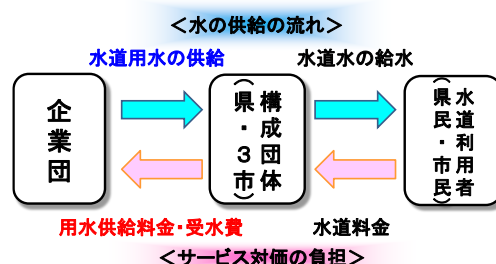 ＜水の供給の流れ＞
水道用水の供給
水道水の給水
企業団
構成団体
（県・３市）
水道利用者
（県民・市民）
用水供給料金・受水費
水道料金
＜サービス対価の負担＞